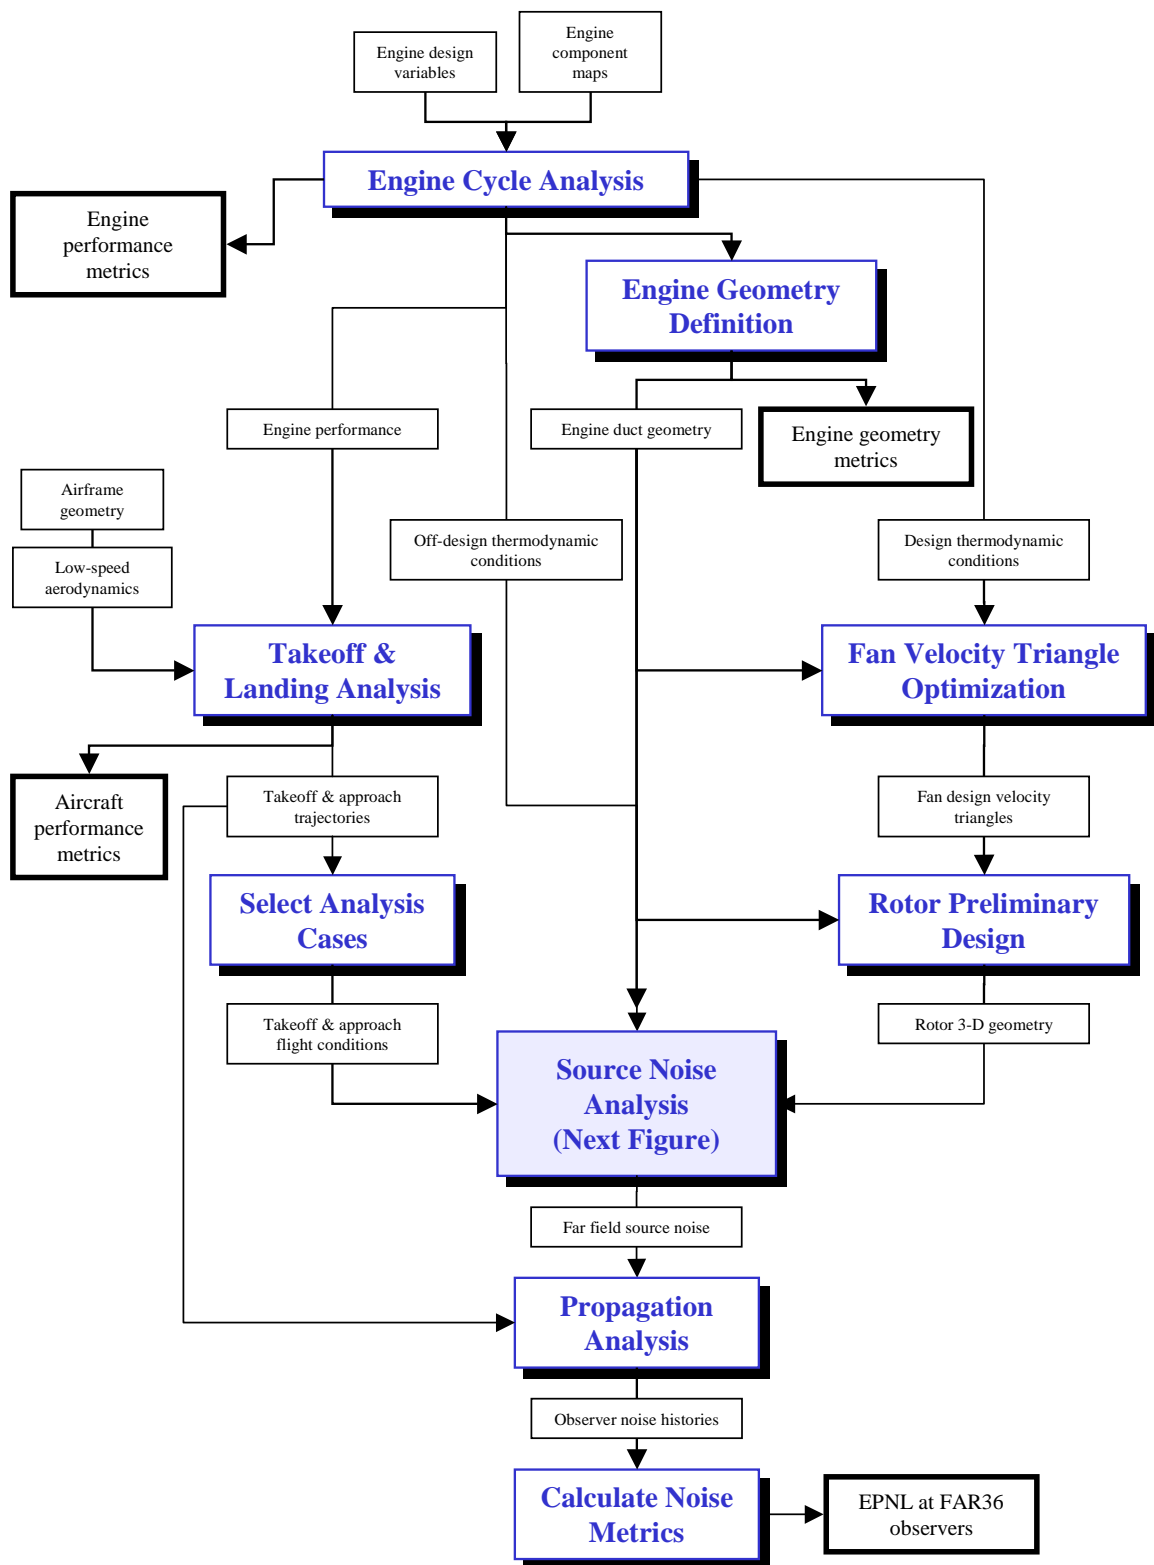 Engine design
variables
Engine
component
maps
Engine Cycle Analysis
Engine
performance
metrics
Engine Geometry
Definition
Engine performance
Engine duct geometry
Engine geometry
metrics
Airframe
geometry
Low-speed
aerodynamics
Off-design thermodynamic
conditions
Design thermodynamic
conditions
Takeoff &
Landing Analysis
Fan Velocity Triangle
Optimization
Aircraft
performance
metrics
Takeoff & approach
trajectories
Fan design velocity
triangles
Select Analysis
Cases
Rotor Preliminary
Design
Takeoff & approach
flight conditions
Rotor 3-D geometry
Source Noise
Analysis
(Next Figure)
Far field source noise
Propagation
Analysis
Observer noise histories
Calculate Noise
Metrics
EPNL at FAR36
observers